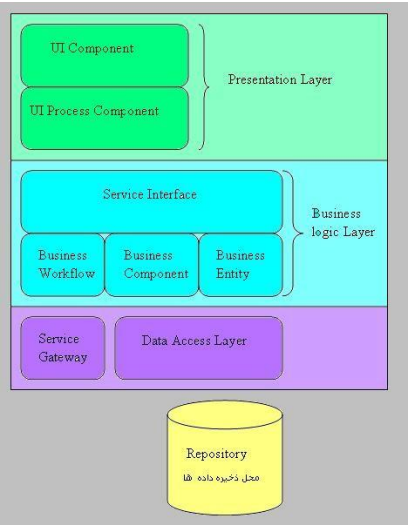 UI Component
UI Process Component
Presentation Layer
Service Interface
Business
Workflow
Business
Component
Business
Entity
Business
logic Layer
Service
Gateway
Data Access Layer
Repository
محل ذخیره داده ها